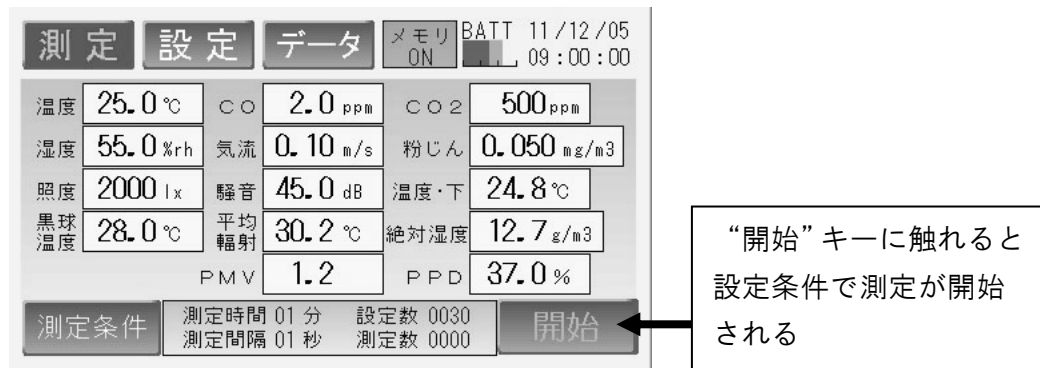 測定 設定 データ メモリ ON BATT 11/12/05 09:00:00
温度 25.0℃ CO 2.0ppm CO2 500ppm
湿度 55.0%rh 気流 0.10m/s 粉じん 0.050mg/m3
照度 2000lx 騒音 45.0dB 温度・下 24.8℃
黒球温度 28.0℃ 平均輻射 30.2℃ 絶対湿度 12.7g/m3
PMV 1.2 PPD 37.0%
測定条件 測定時間 01 分 設定数 0030
測定間隔 01 秒 測定数 0000
開始
“開始”キーに触れると
設定条件で測定が開始
される